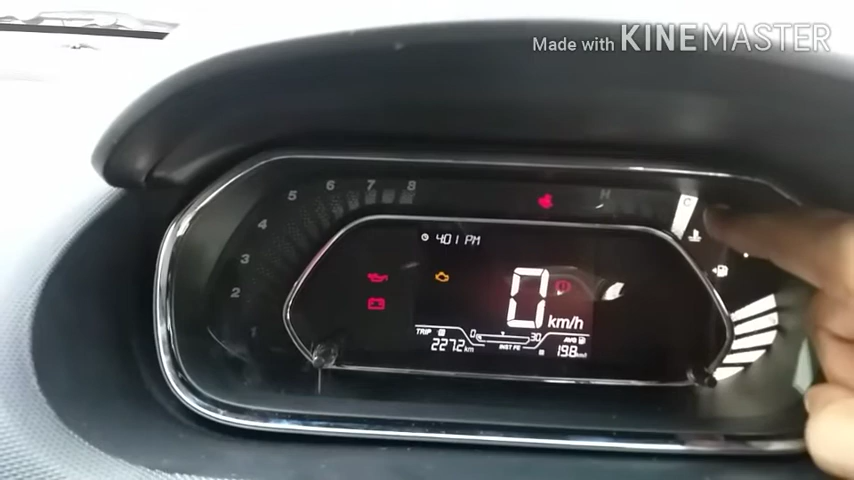 Made with KINEMASTER
1 2 3 4 5 6 7 8
H
C
4:01 PM
0 km/h
TRIP B
227.2 km
0 30
INST FE
AVG
19.8